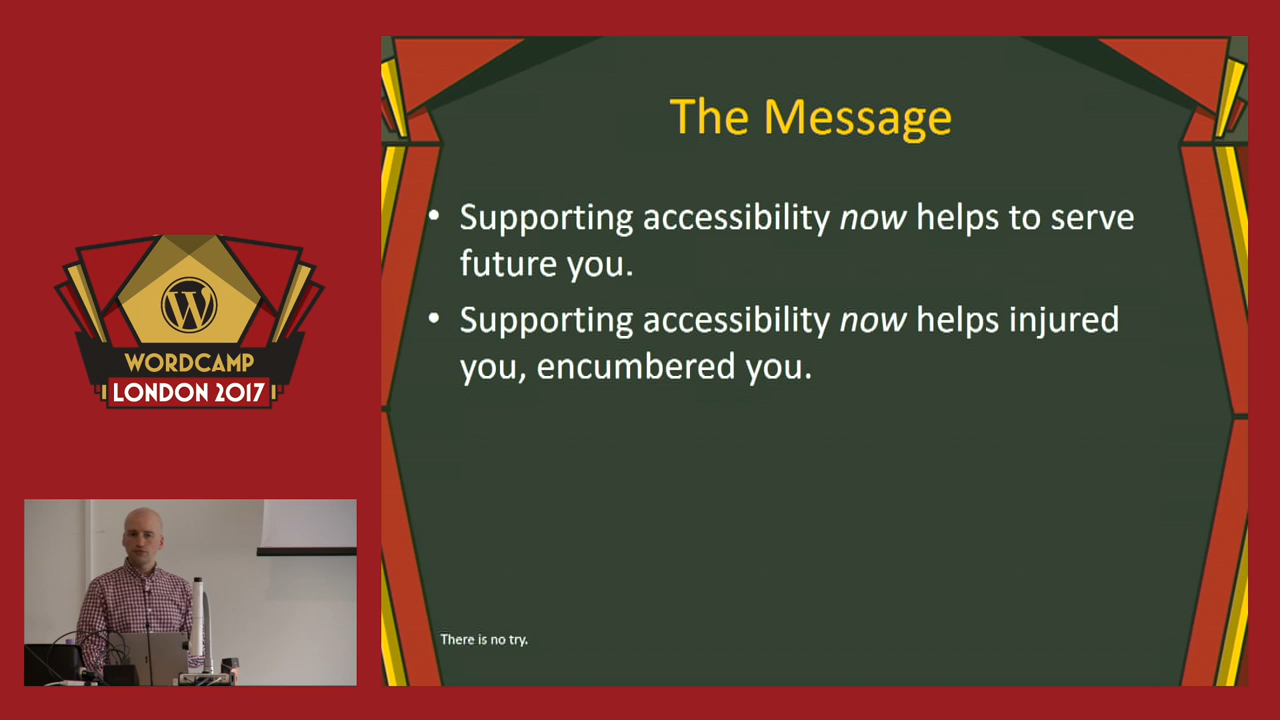 The Message
• Supporting accessibility now helps to serve
future you.
• Supporting accessibility now helps injured
you, encumbered you.
There is no try.
WORDCAMP
LONDON 2017